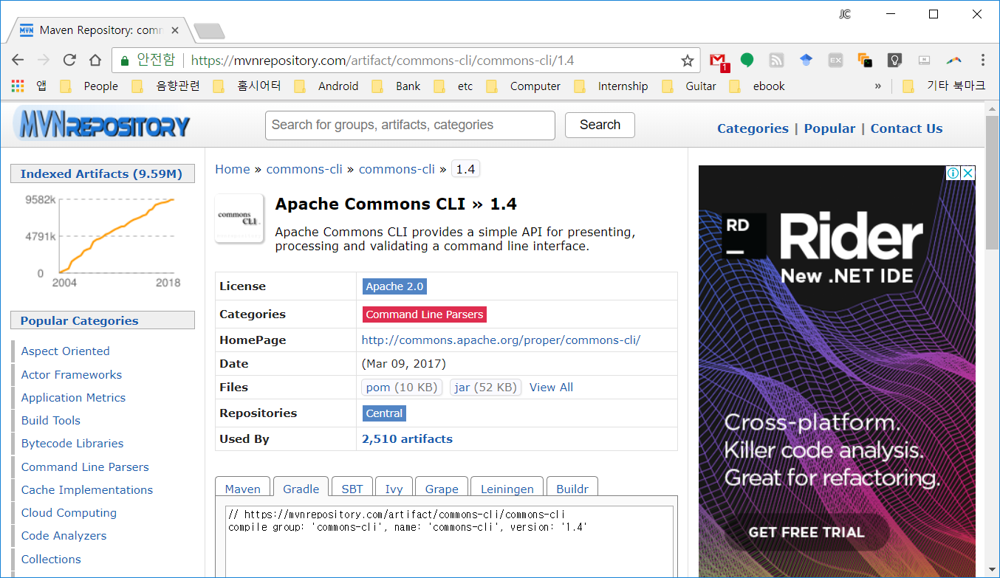 JC
MVN Maven Repository: comm
안전함 https://mvnrepository.com/artifact/commons-cli/commons-cli/1.4
EX
1
앱 People 음향관련 홈시어터 Android Bank etc Computer Internship Guitar ebook » 기타 북마크
MVNREPOSITORY
Search for groups, artifacts, categories
Search
Categories | Popular | Contact Us
Indexed Artifacts (9.59M)
9582k
4791k
0
2004 2018
Popular Categories
Aspect Oriented
Actor Frameworks
Application Metrics
Build Tools
Bytecode Libraries
Command Line Parsers
Cache Implementations
Cloud Computing
Code Analyzers
Collections
Home » commons-cli » commons-cli » 1.4
commons
CLI
Apache Commons CLI » 1.4
Apache Commons CLI provides a simple API for presenting,
processing and validating a command line interface.
License Apache 2.0
Categories Command Line Parsers
HomePage http://commons.apache.org/proper/commons-cli/
Date (Mar 09, 2017)
Files pom (10 KB) jar (52 KB) View All
Repositories Central
Used By 2,510 artifacts
Maven Gradle SBT Ivy Grape Leiningen Buildr
// https://mvnrepository.com/artifact/commons-cli/commons-cli
compile group: 'commons-cli', name: 'commons-cli', version: '1.4'
RD
Rider
New .NET IDE
Cross-platform.
Killer code analysis.
Great for refactoring.
GET FREE TRIAL